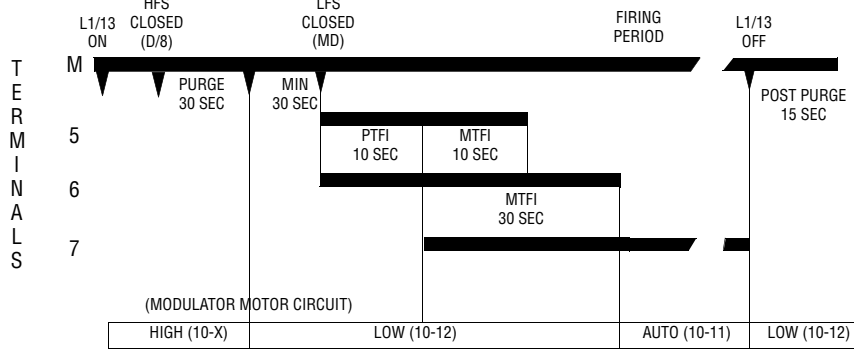 HFS
CLOSED
(D/8)
L1/13
ON
LFS
CLOSED
(MD)
FIRING
PERIOD
L1/13
OFF
TERMINALS
M
PURGE
30 SEC
MIN
30 SEC
POST PURGE
15 SEC
5
PTFI
10 SEC
MTFI
10 SEC
6
MTFI
30 SEC
7
(MODULATOR MOTOR CIRCUIT)
HIGH (10-X)
LOW (10-12)
AUTO (10-11)
LOW (10-12)